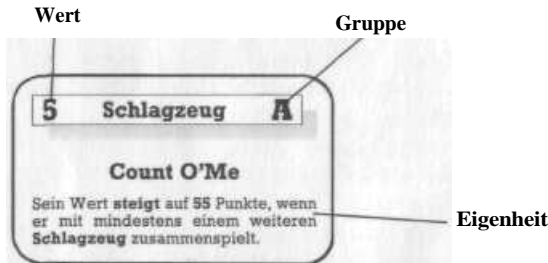 Wert
Gruppe
5 Schlagzeug A
Count O'Me
Sein Wert steigt auf 55 Punkte, wenn
er mit mindestens einem weiteren
Schlagzeug zusammenspielt.
Eigenheit